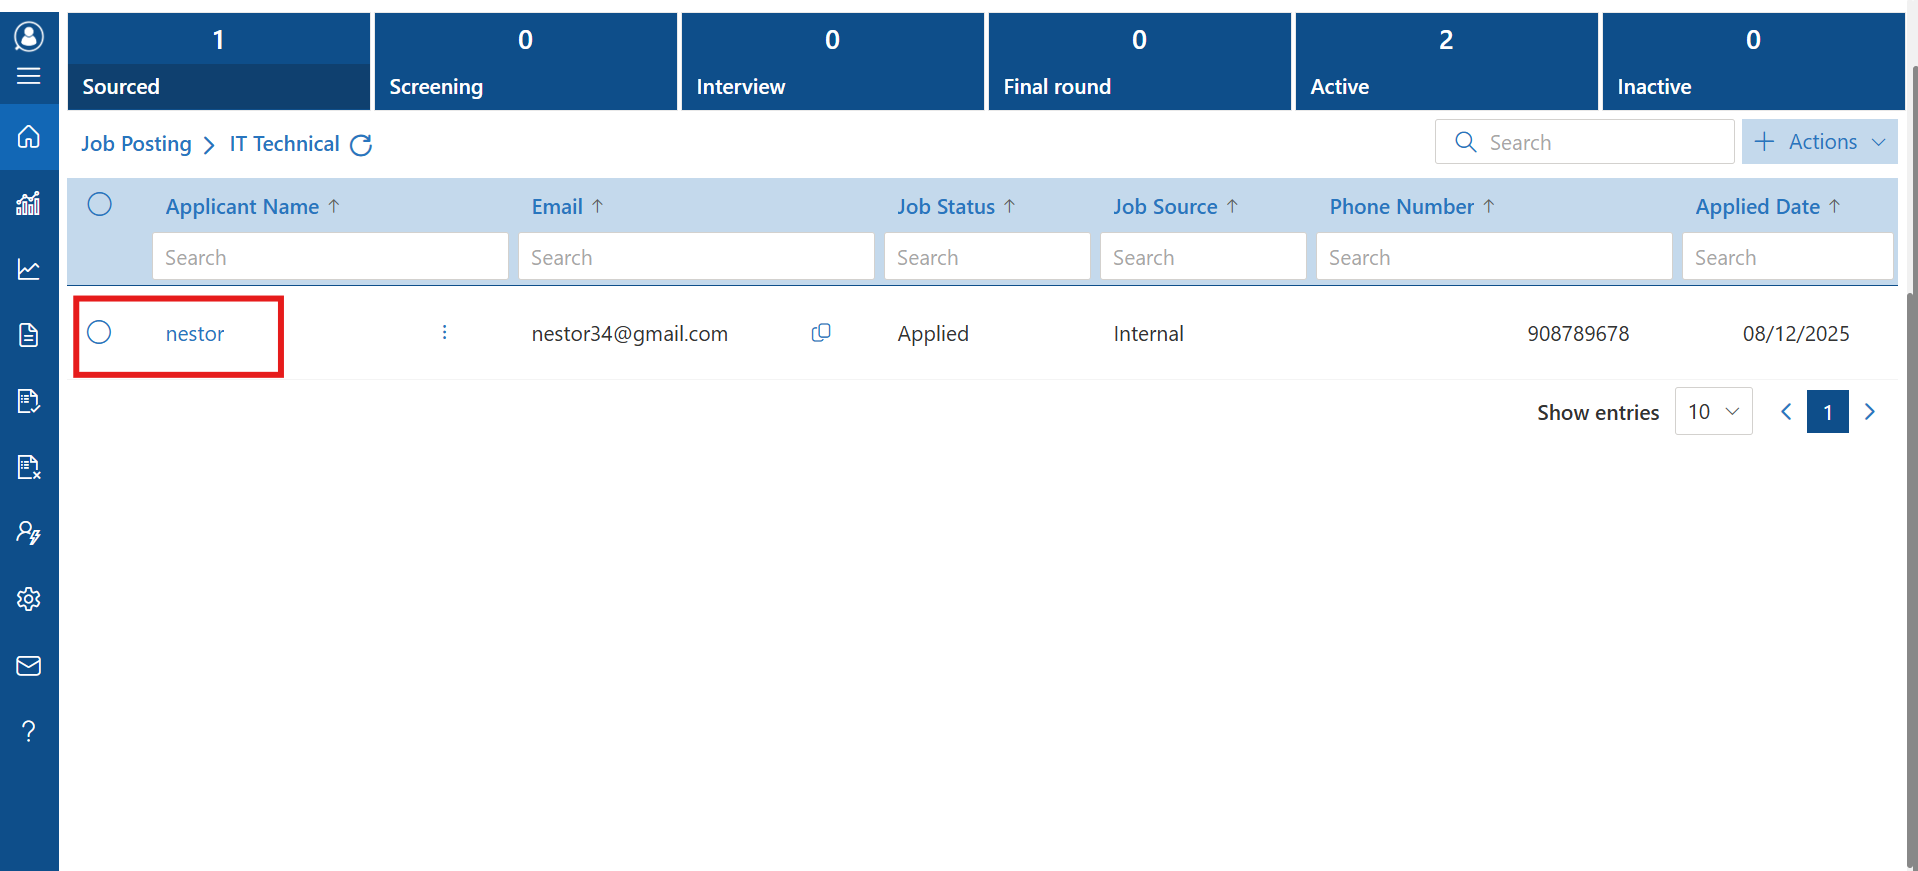 1 0 0 0 2 0
Sourced Screening Interview Final round Active Inactive
Job Posting IT Technical Search Actions
Applicant Name Email Job Status Job Source Phone Number Applied Date
Search Search Search Search Search Search
nestor nestor34@gmail.com Applied Internal 908789678 08/12/2025
Show entries 10 1